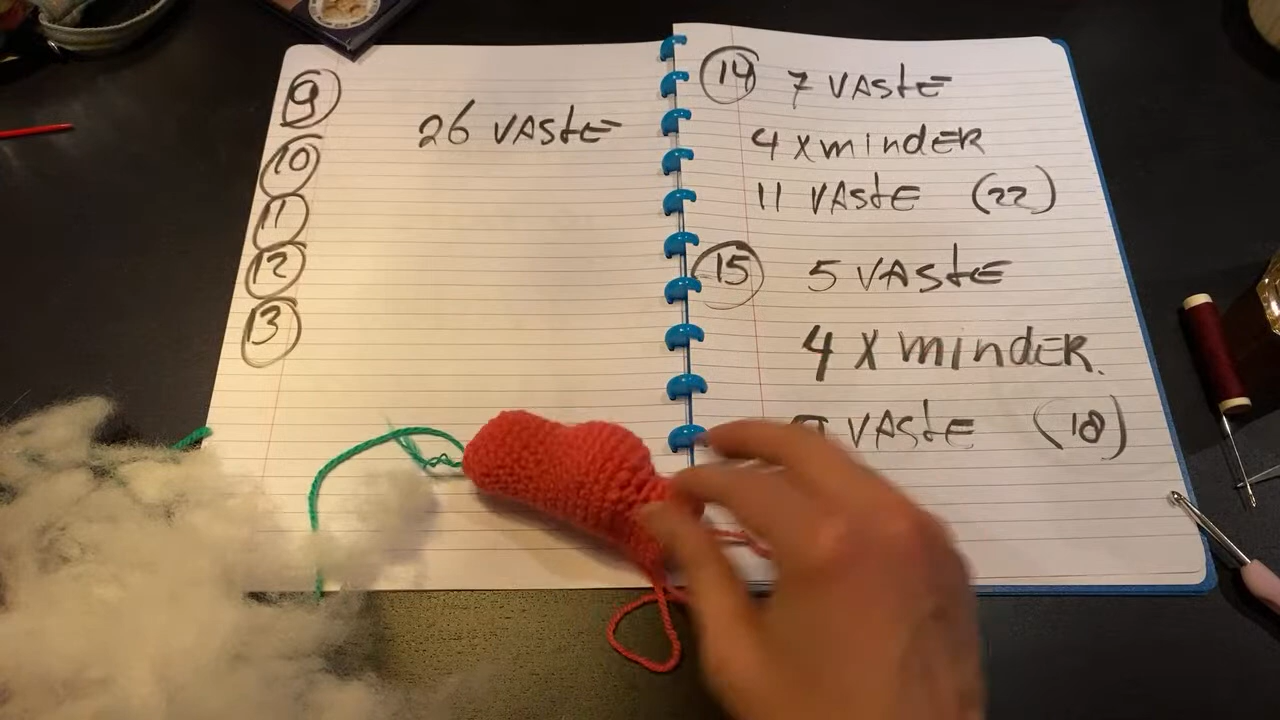 9
26 VASTE
10
11
12
13
14 7 VASTE
4 X minder
11 VASTE (22)
15 5 VASTE
4 X minder.
VASTE (18)